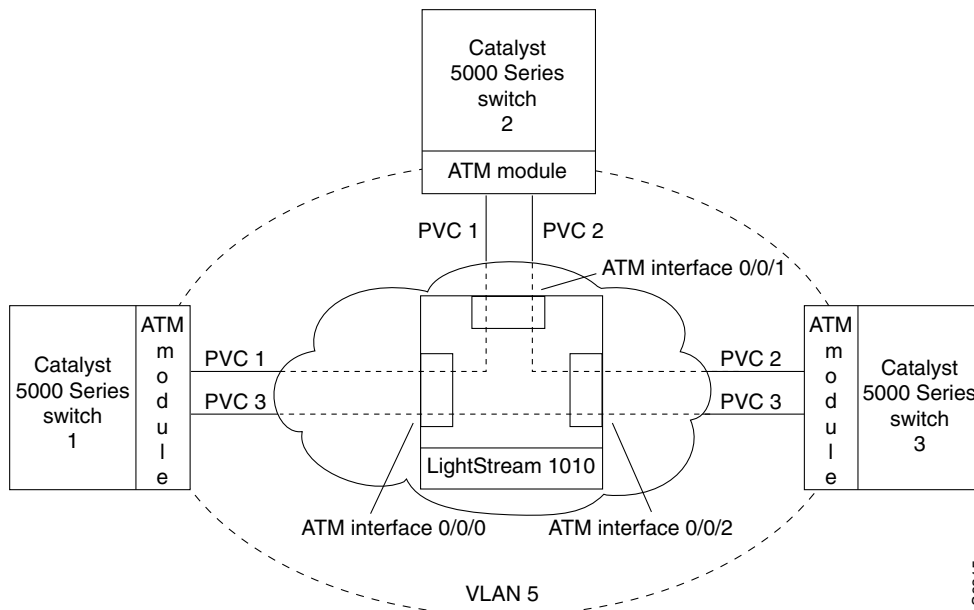 Catalyst
5000 Series
switch
2
ATM module
PVC 1
PVC 2
ATM interface 0/0/1
Catalyst
5000 Series
switch
1
ATM
module
PVC 1
PVC 3
PVC 2
PVC 3
ATM
module
Catalyst
5000 Series
switch
3
LightStream 1010
ATM interface 0/0/0
ATM interface 0/0/2
VLAN 5